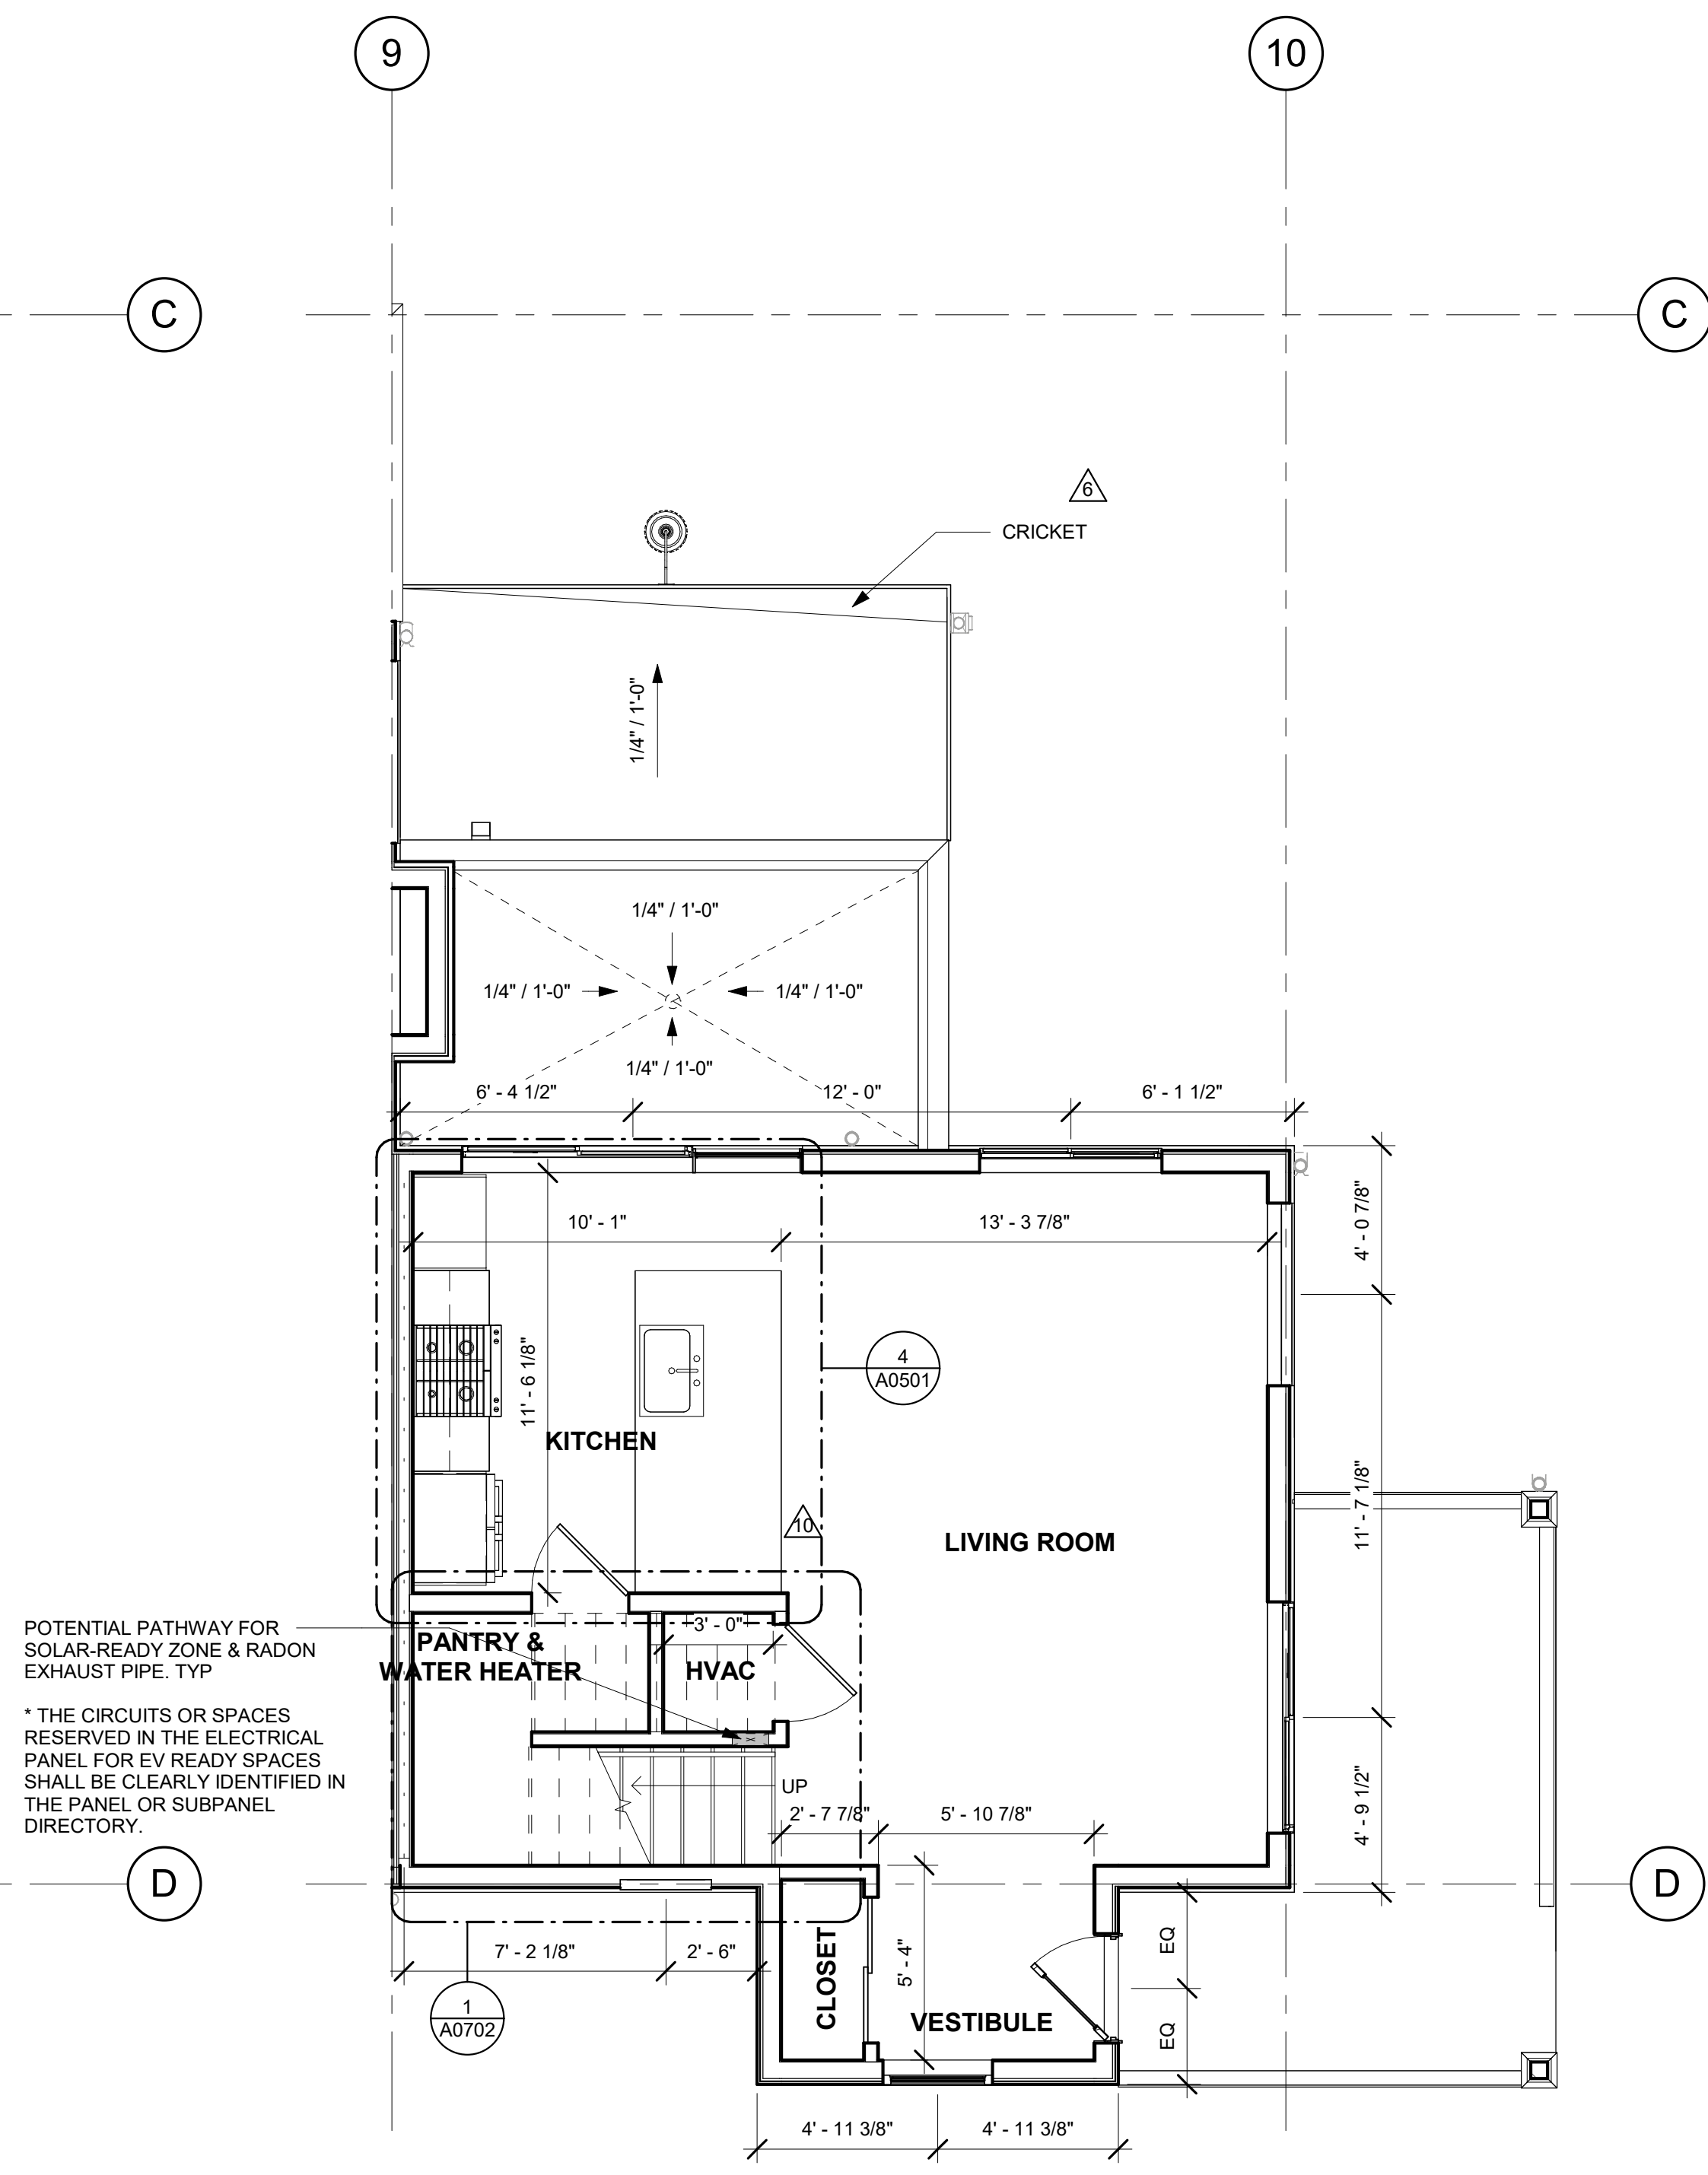 9
10
C
C
6
CRICKET
1/4" / 1'-0"
1/4" / 1'-0"
1/4" / 1'-0"
1/4" / 1'-0"
1/4" / 1'-0"
6' - 4 1/2"
12' - 0"
6' - 1 1/2"
10' - 1"
13' - 3 7/8"
4' - 0 7/8"
11' - 6 1/8"
4
A0501
KITCHEN
10
LIVING ROOM
11' - 7 1/8"
POTENTIAL PATHWAY FOR
SOLAR-READY ZONE & RADON
EXHAUST PIPE. TYP
* THE CIRCUITS OR SPACES
RESERVED IN THE ELECTRICAL
PANEL FOR EV READY SPACES
SHALL BE CLEARLY IDENTIFIED IN
THE PANEL OR SUBPANEL
DIRECTORY.
PANTRY &
WATER HEATER
3' - 0"
HVAC
UP
2' - 7 7/8"
5' - 10 7/8"
4' - 9 1/2"
D
D
7' - 2 1/8"
2' - 6"
1
A0702
CLOSET
5' - 4"
VESTIBULE
EQ
EQ
4' - 11 3/8"
4' - 11 3/8"